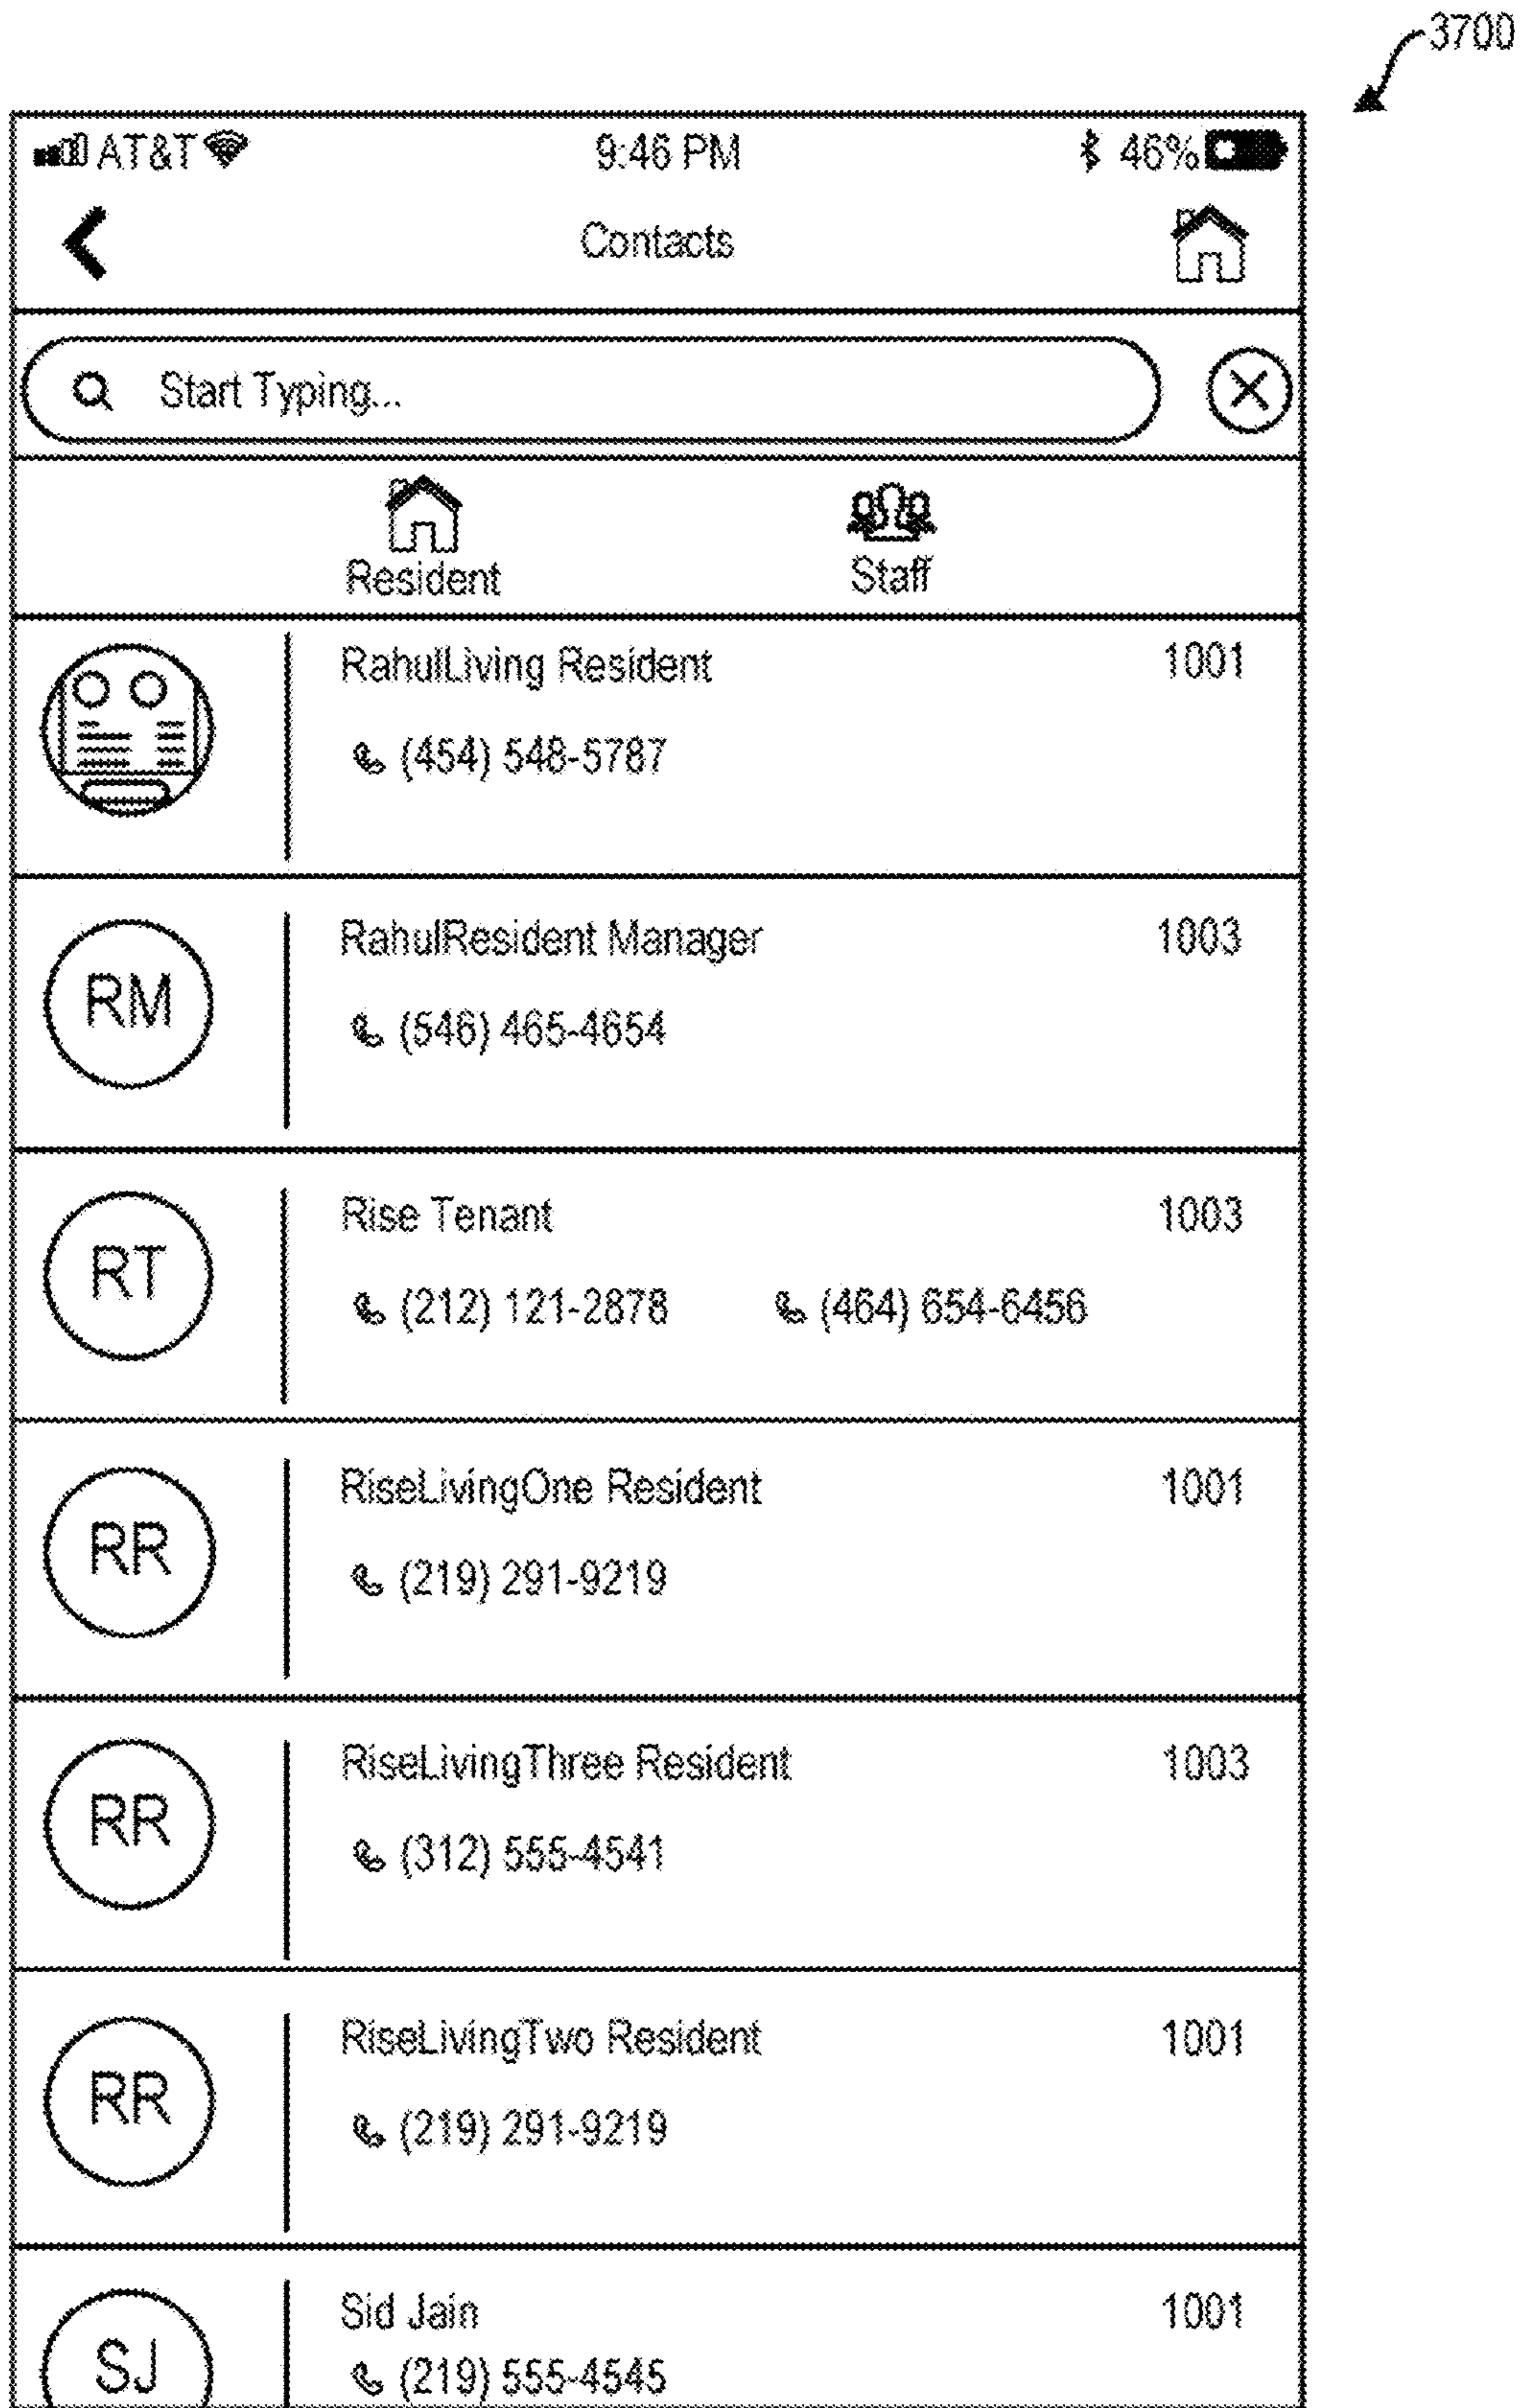 3700
AT&T 9:46 PM 46%
Contacts
Start Typing...
Resident Staff
RahulLiving Resident 1001
(454) 548-5787
RM
RahulResident Manager 1003
(546) 465-4654
RT
Rise Tenant 1003
(212) 121-2878 (464) 654-6456
RR
RiseLivingOne Resident 1001
(219) 291-9219
RR
RiseLivingThree Resident 1003
(312) 555-4541
RR
RiseLivingTwo Resident 1001
(219) 291-9219
SJ
Sid Jain 1001
(219) 555-4545